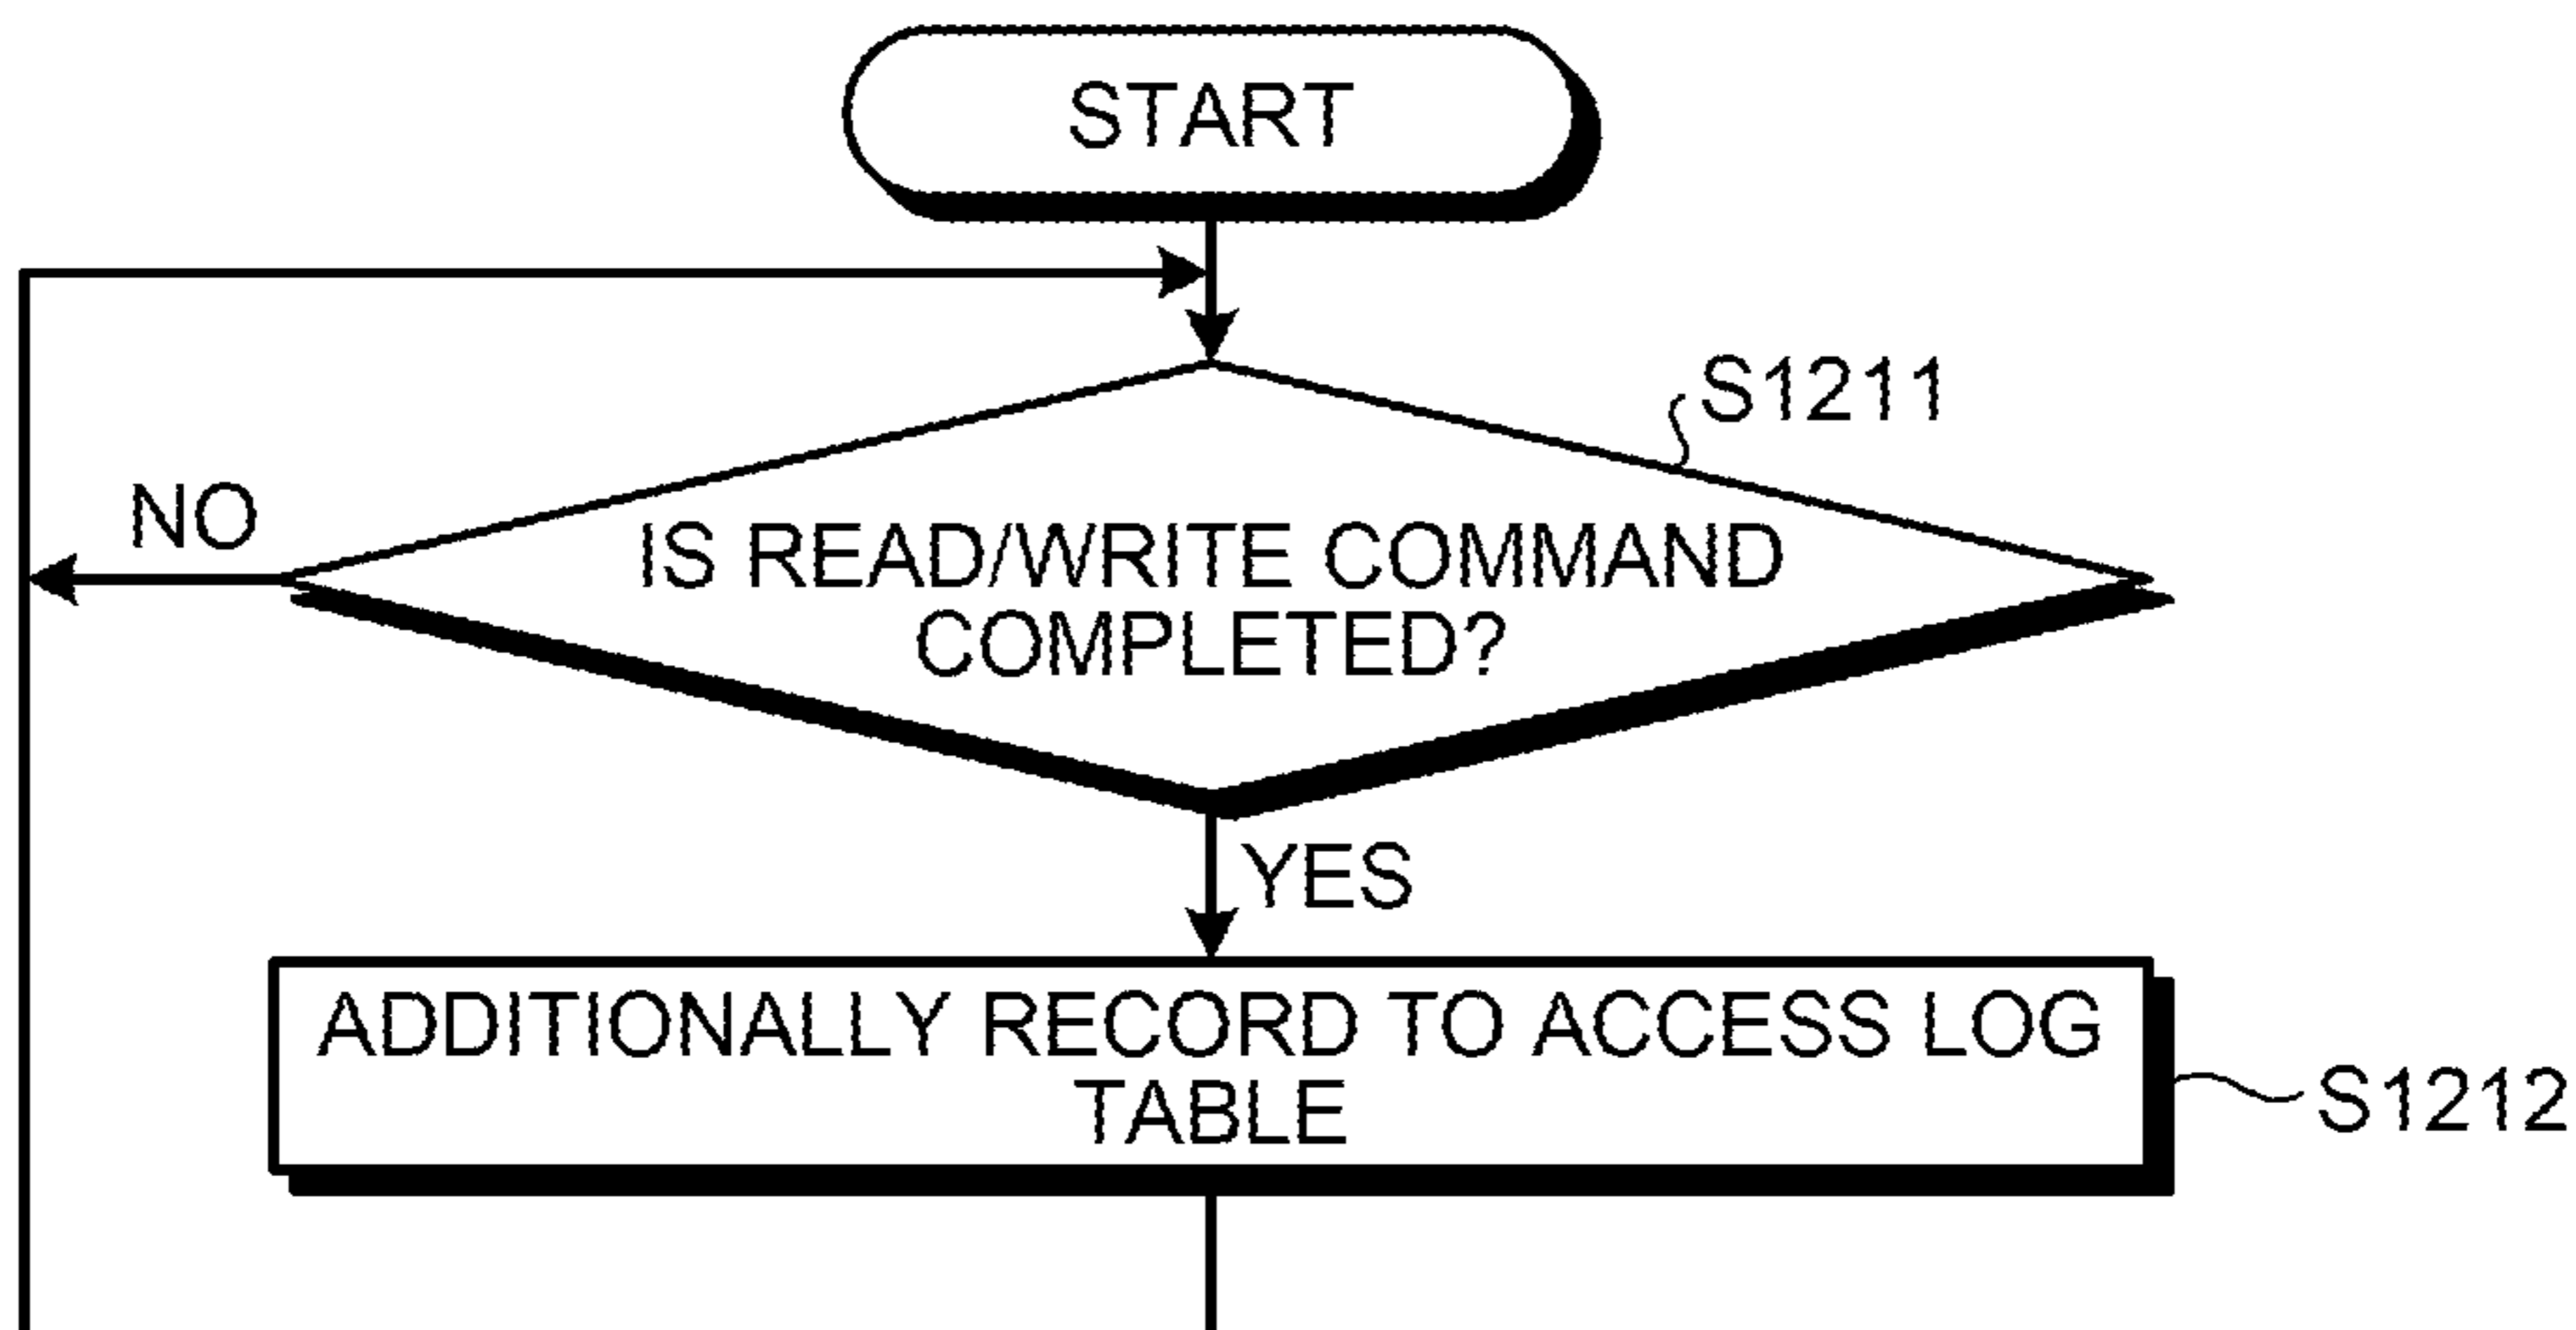 START
S1211
NO
IS READ/WRITE COMMAND
COMPLETED?
YES
ADDITIONALLY RECORD TO ACCESS LOG
TABLE
S1212